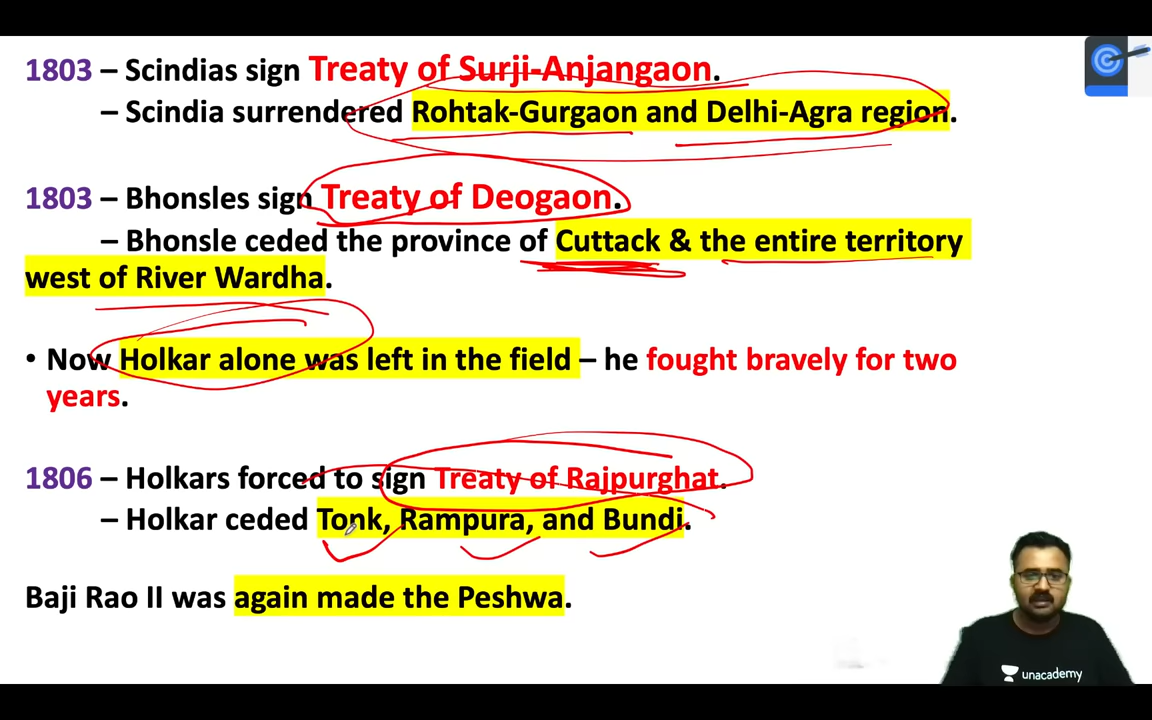 1803 – Scindias sign Treaty of Surji-Anjangaon.
– Scindia surrendered Rohtak-Gurgaon and Delhi-Agra region.
1803 – Bhonsles sign Treaty of Deogaon.
– Bhonsle ceded the province of Cuttack & the entire territory
west of River Wardha.
• Now Holkar alone was left in the field – he fought bravely for two
years.
1806 – Holkars forced to sign Treaty of Rajpurghat.
– Holkar ceded Tonk, Rampura, and Bundi.
Baji Rao II was again made the Peshwa.
unacademy